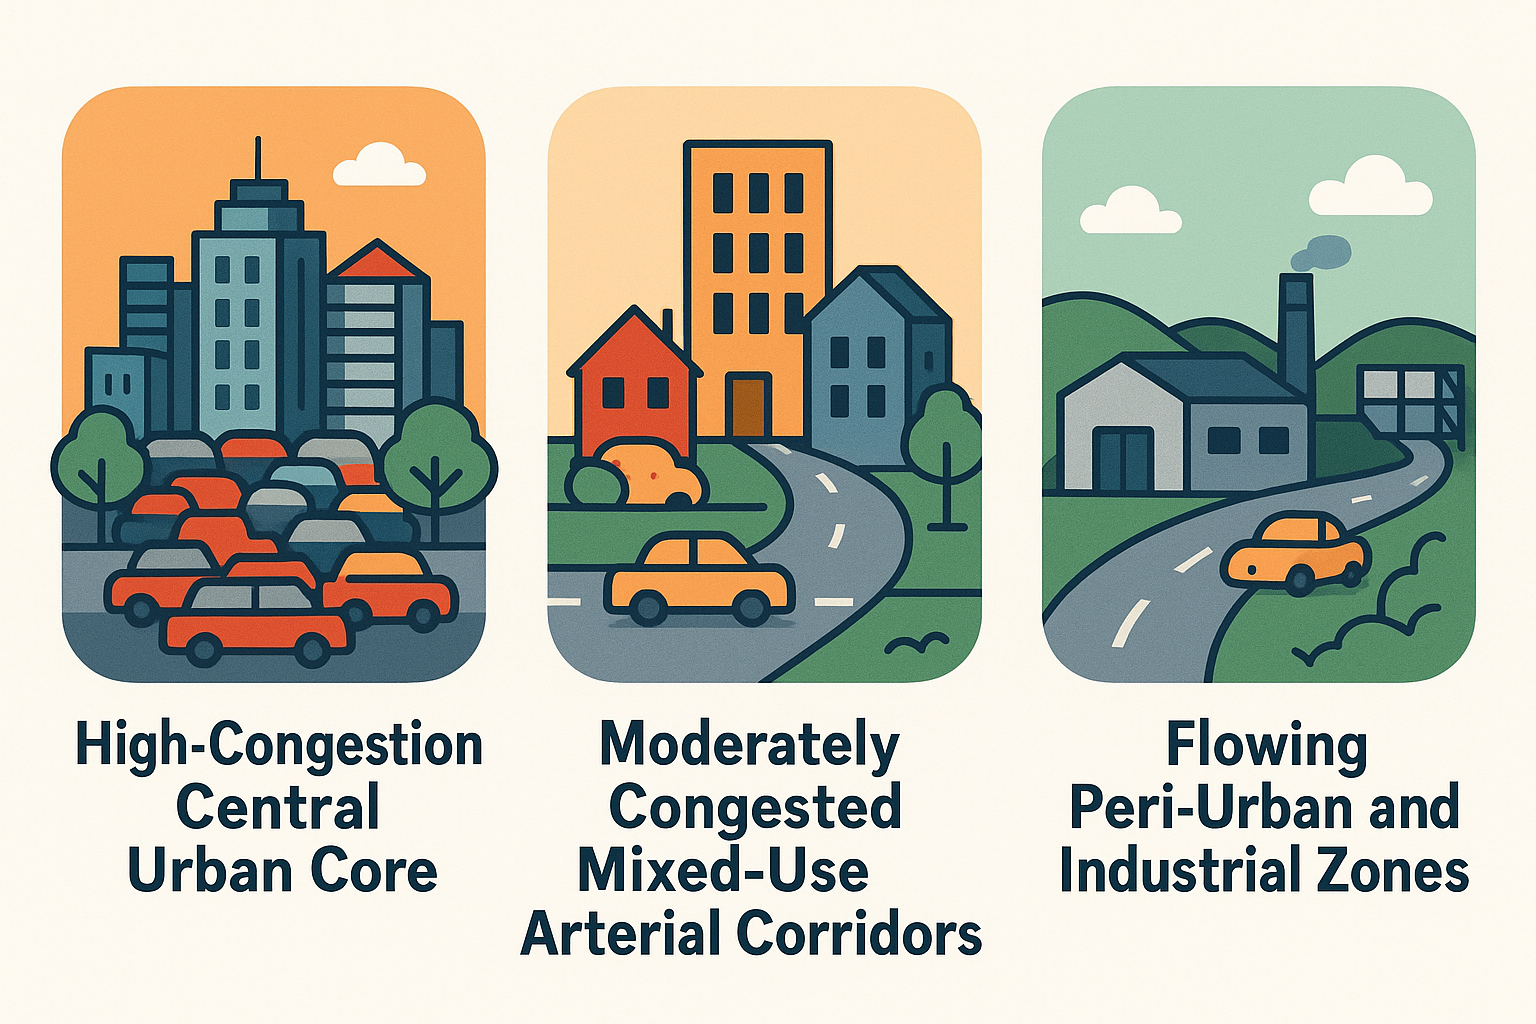 High-Congestion
Central
Urban Core
Moderately
Congested
Mixed-Use
Arterial Corridors
Flowing
Peri-Urban and
Industrial Zones